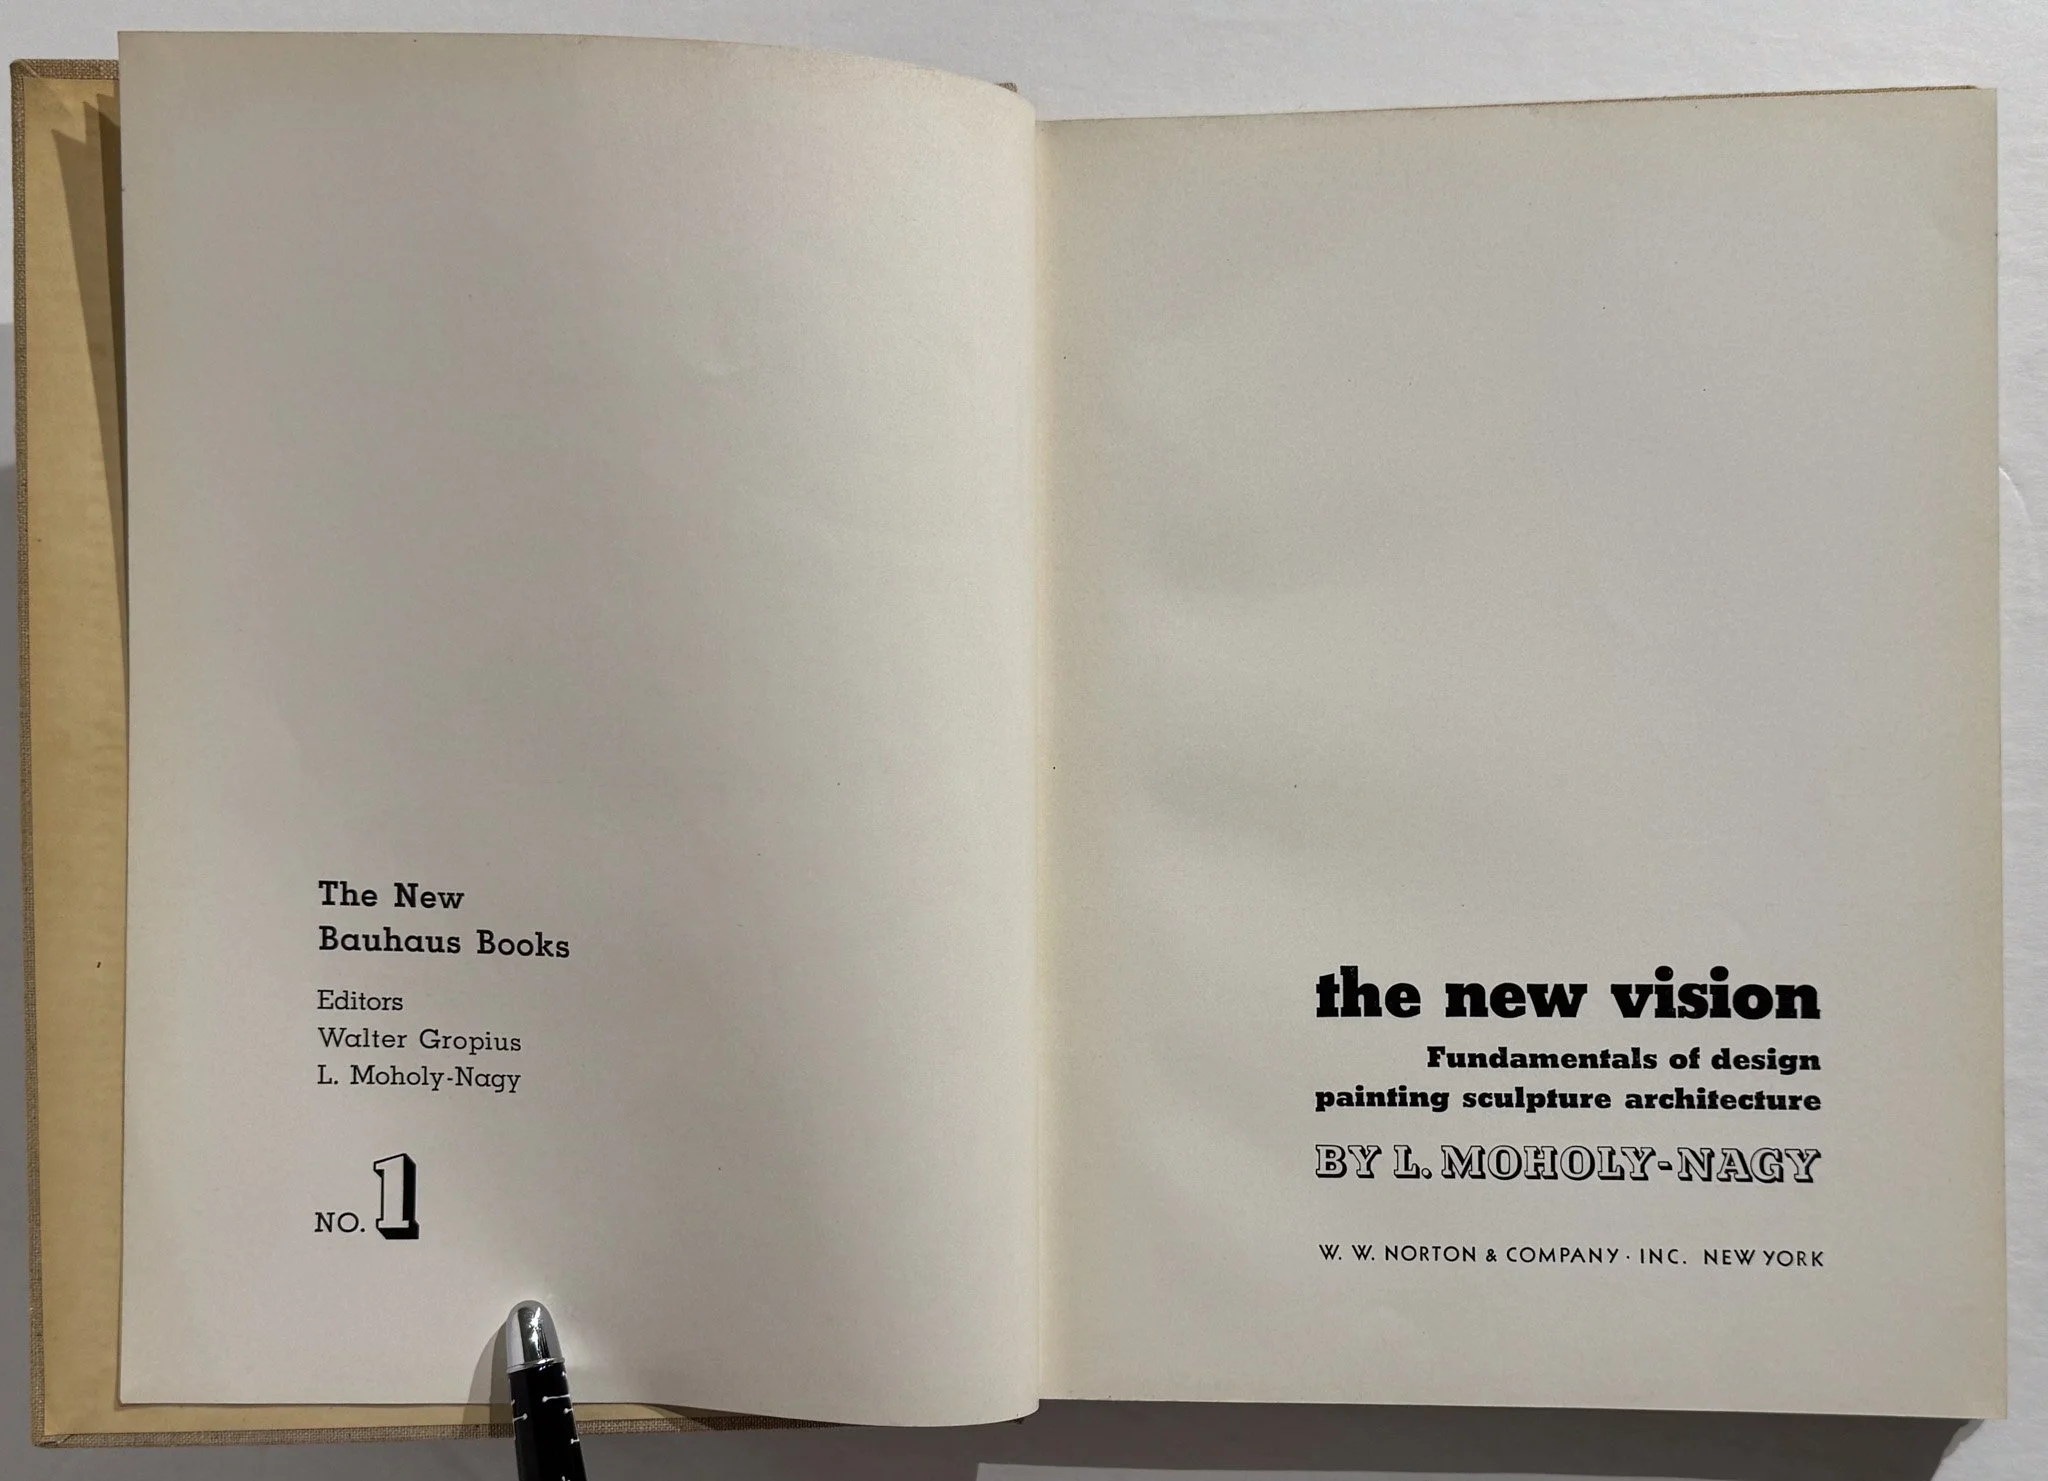 The New
Bauhaus Books
Editors
Walter Gropius
L. Moholy-Nagy
NO. 1
the new vision
Fundamentals of design
painting sculpture architecture
BY L. MOHOLY-NAGY
W. W. NORTON & COMPANY · INC. NEW YORK